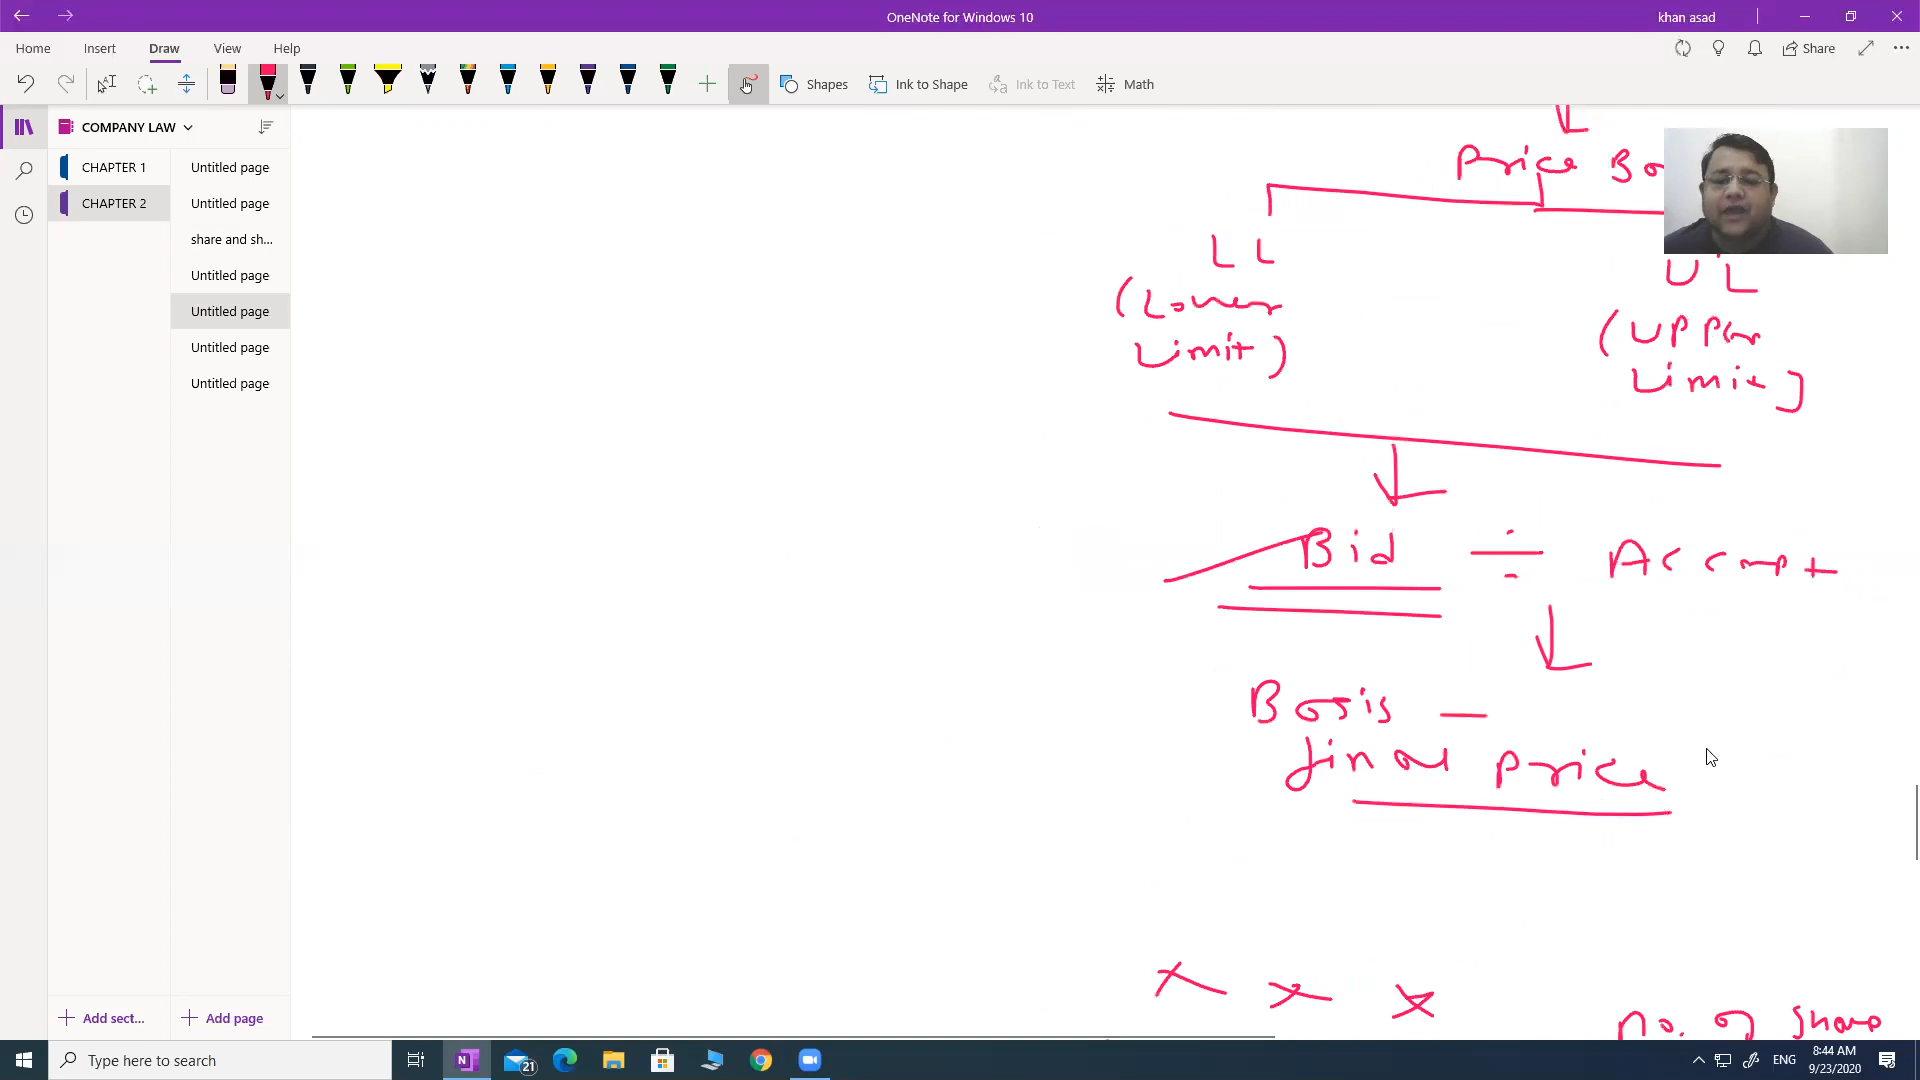 OneNote for Windows 10
khan asad
Home
Insert
Draw
View
Help
Share
Shapes
Ink to Shape
Ink to Text
Math
COMPANY LAW
CHAPTER 1
CHAPTER 2
Untitled page
Untitled page
share and sh...
Untitled page
Untitled page
Untitled page
Untitled page
Price
LL
(Lower
Limit)
UL
(Upper
Limit]
Bid ÷ Accept
Basis —
final Price
no. of share
Add sect...
Add page
Type here to search
21
ENG
8:44 AM
9/23/2020